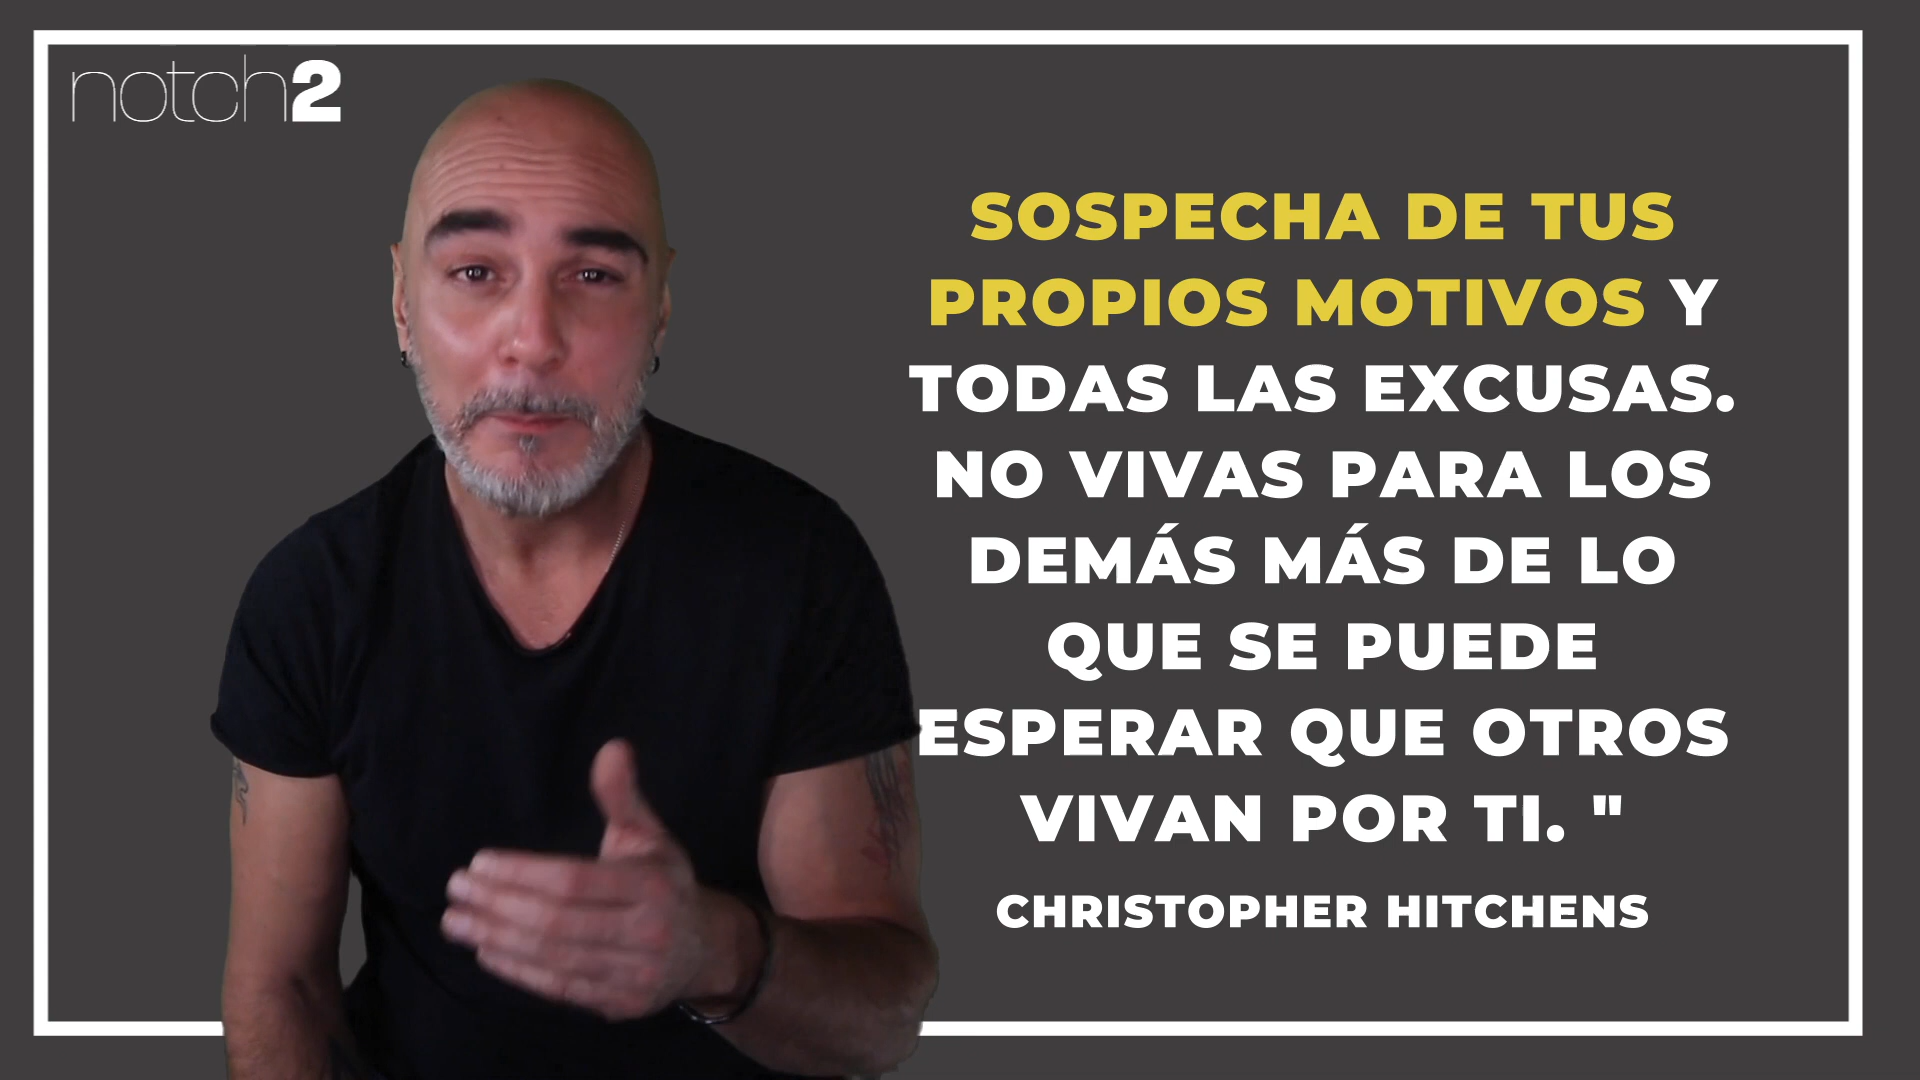 notch2
SOSPECHA DE TUS
PROPIOS MOTIVOS Y
TODAS LAS EXCUSAS.
NO VIVAS PARA LOS
DEMÁS MÁS DE LO
QUE SE PUEDE
ESPERAR QUE OTROS
VIVAN POR TI. "
CHRISTOPHER HITCHENS